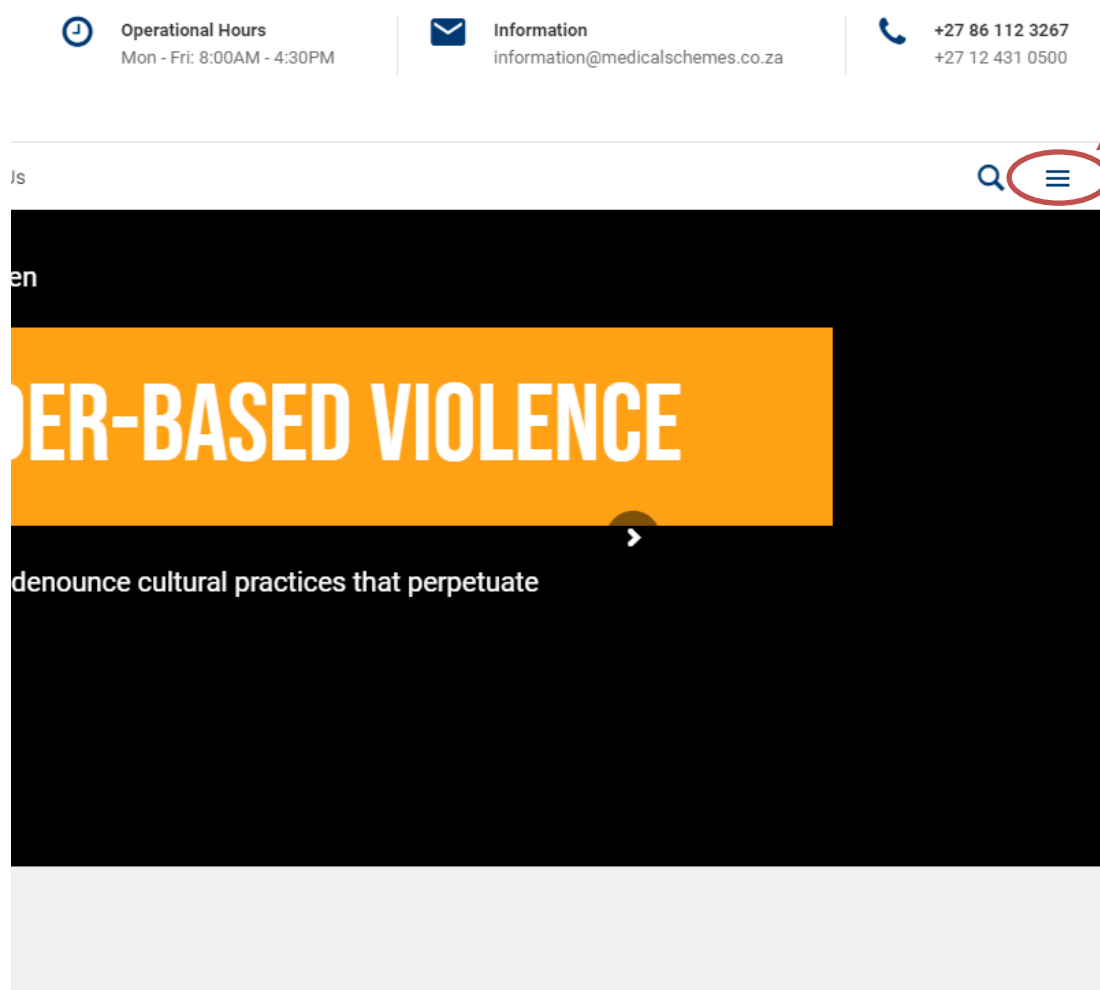 Operational Hours
Mon - Fri: 8:00AM - 4:30PM
Information
information@medicalschemes.co.za
+27 86 112 3267
+27 12 431 0500
Us
en
DER-BASED VIOLENCE
denounce cultural practices that perpetuate